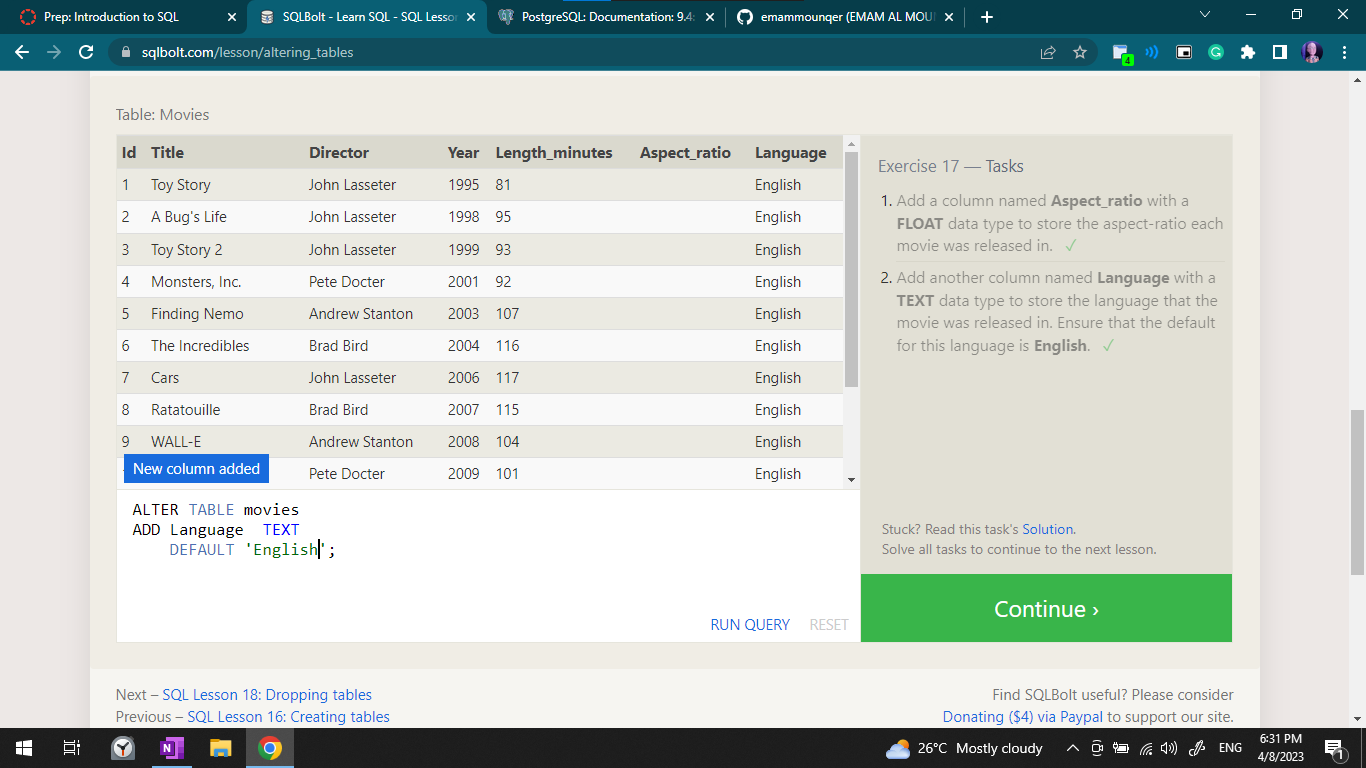 Prep: Introduction to SQL
SQLBolt - Learn SQL - SQL Lesson
PostgreSQL: Documentation: 9.4:
emammounqer (EMAM AL MOU
sqlbolt.com/lesson/altering_tables
4
Table: Movies
Id Title Director Year Length_minutes Aspect_ratio Language
1 Toy Story John Lasseter 1995 81 English
2 A Bug's Life John Lasseter 1998 95 English
3 Toy Story 2 John Lasseter 1999 93 English
4 Monsters, Inc. Pete Docter 2001 92 English
5 Finding Nemo Andrew Stanton 2003 107 English
6 The Incredibles Brad Bird 2004 116 English
7 Cars John Lasseter 2006 117 English
8 Ratatouille Brad Bird 2007 115 English
9 WALL-E Andrew Stanton 2008 104 English
New column added Pete Docter 2009 101 English
ALTER TABLE movies
ADD Language TEXT
DEFAULT 'English';
RUN QUERY RESET
Exercise 17 — Tasks
1. Add a column named Aspect_ratio with a
FLOAT data type to store the aspect-ratio each
movie was released in. ✓
2. Add another column named Language with a
TEXT data type to store the language that the
movie was released in. Ensure that the default
for this language is English. ✓
Stuck? Read this task's Solution.
Solve all tasks to continue to the next lesson.
Continue ›
Next – SQL Lesson 18: Dropping tables
Previous – SQL Lesson 16: Creating tables
Find SQLBolt useful? Please consider
Donating ($4) via Paypal to support our site.
26°C Mostly cloudy
ENG
6:31 PM
4/8/2023
1